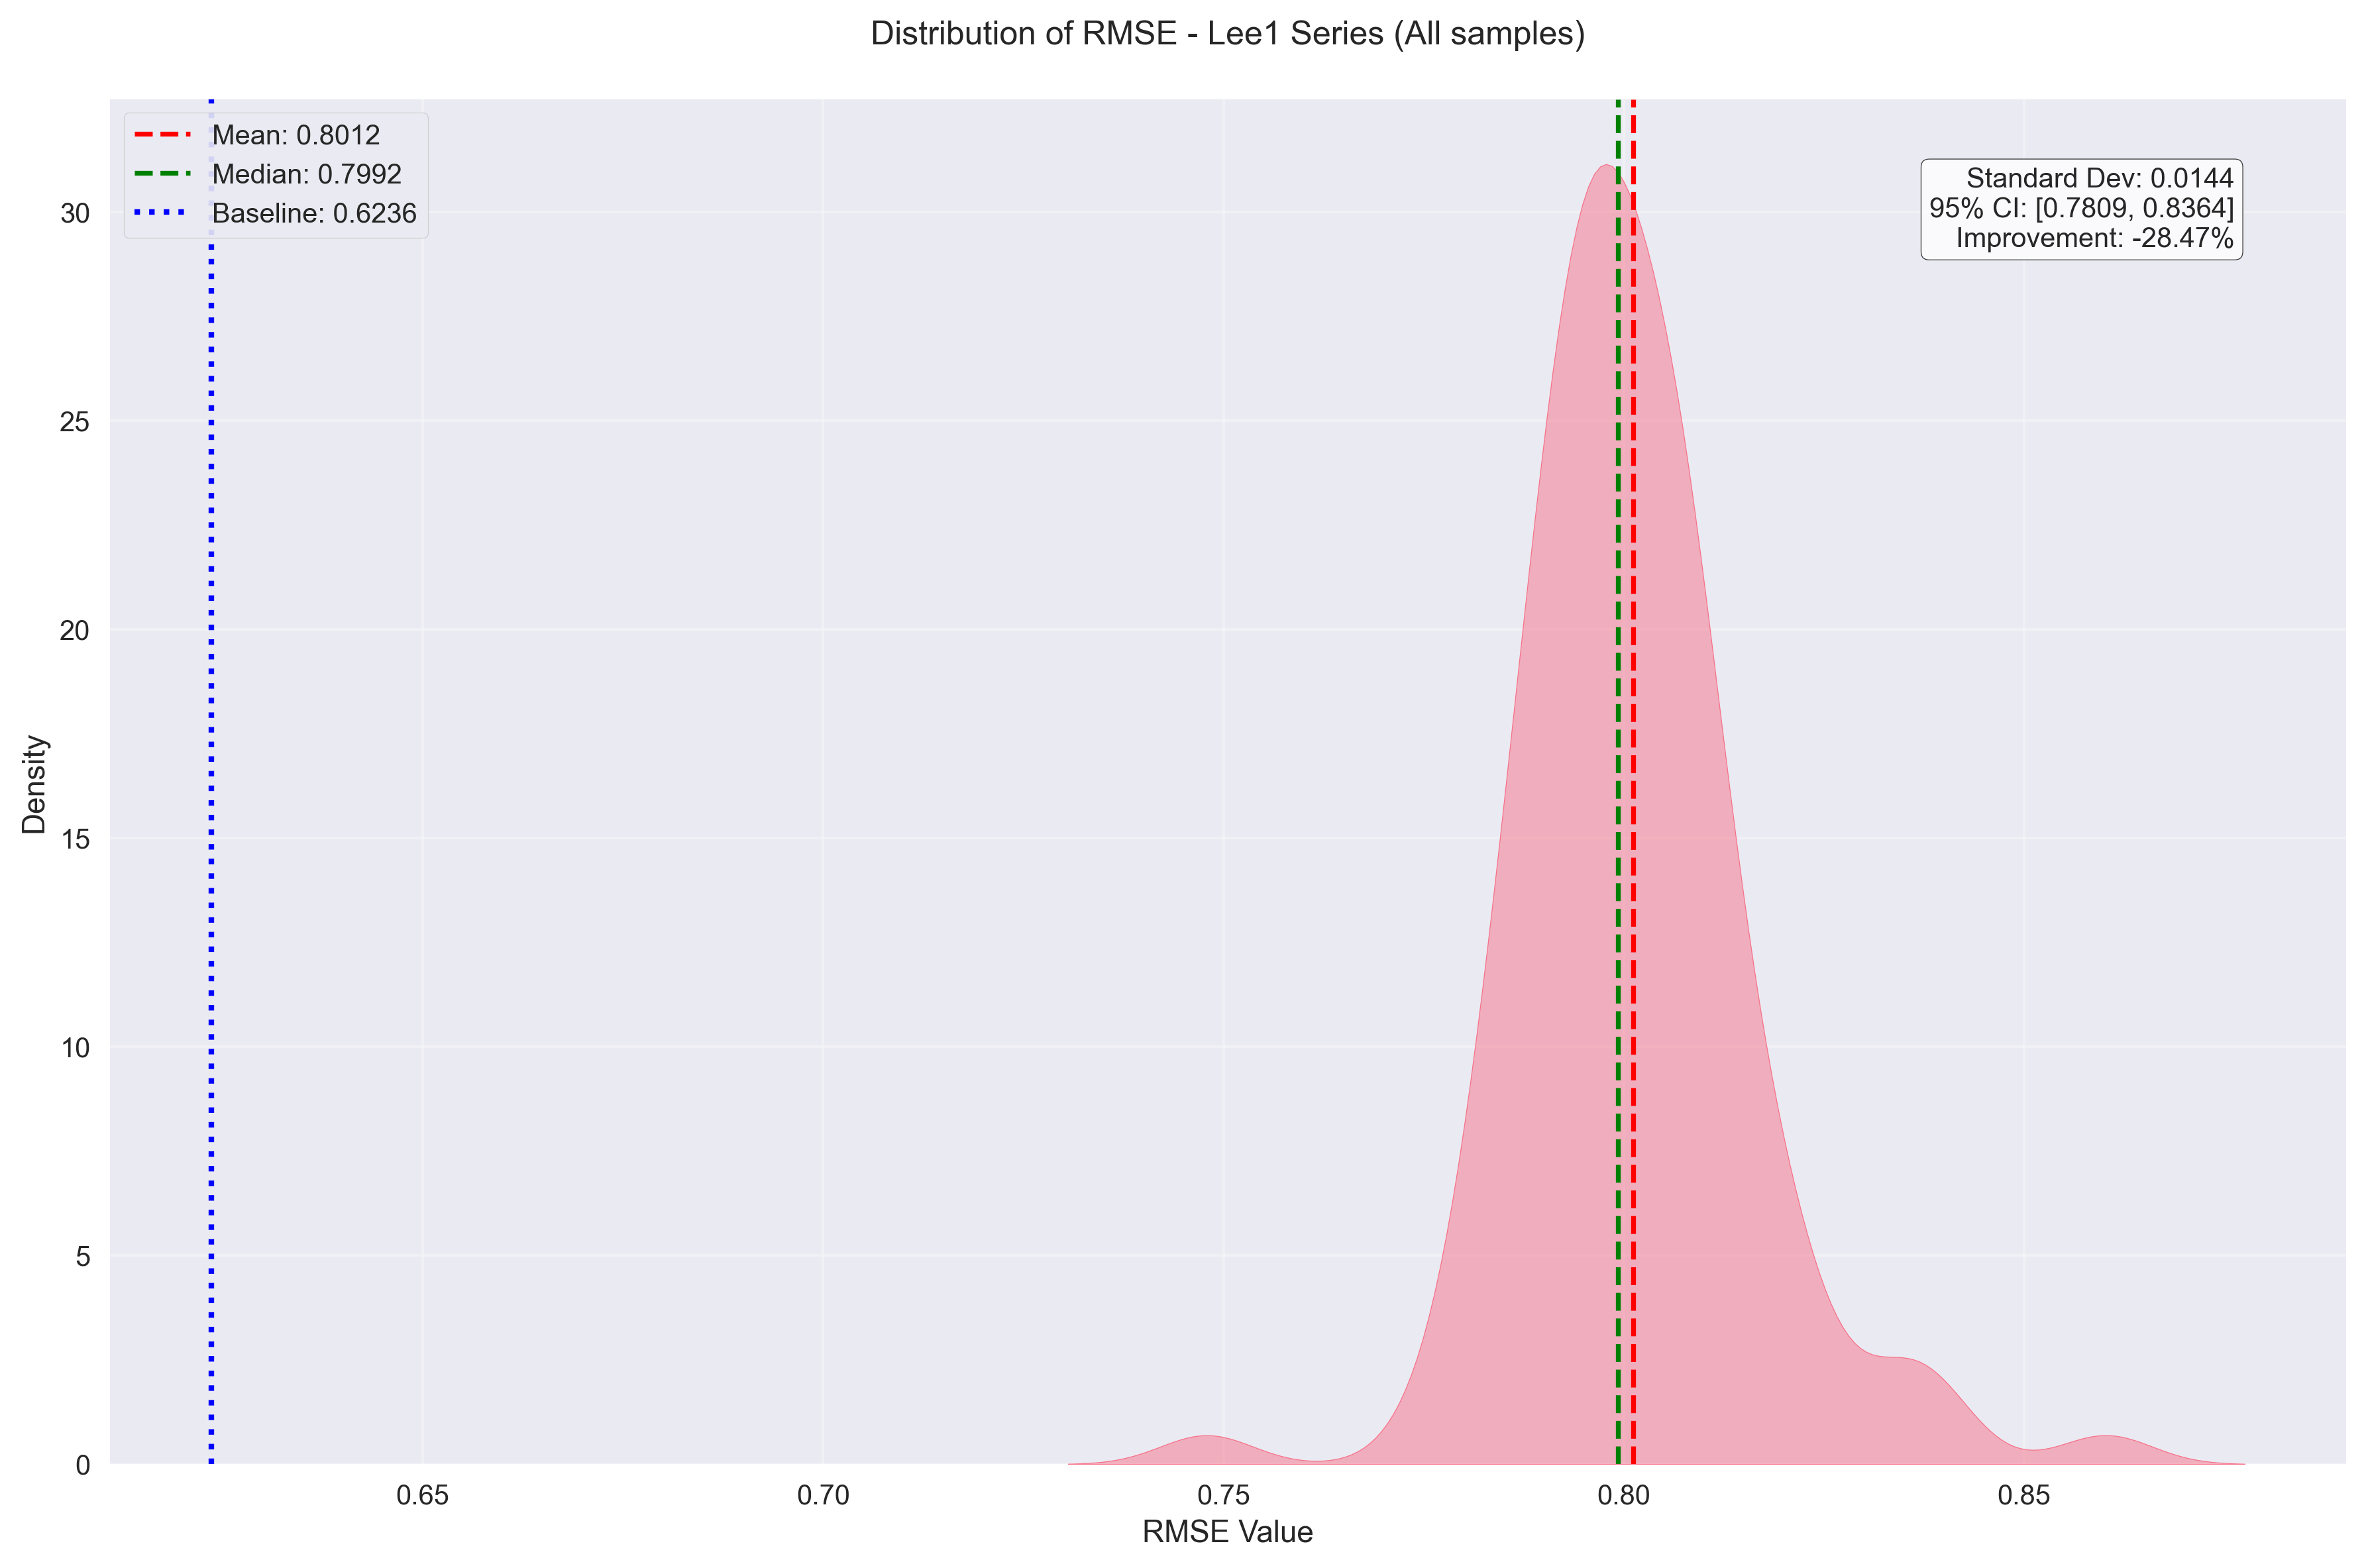 Distribution of RMSE - Lee1 Series (All samples)
Mean: 0.8012
Median: 0.7992
Baseline: 0.6236
Standard Dev: 0.0144
95% CI: [0.7809, 0.8364]
Improvement: -28.47%
Density
30
25
20
15
10
5
0
0.65 0.70 0.75 0.80 0.85
RMSE Value